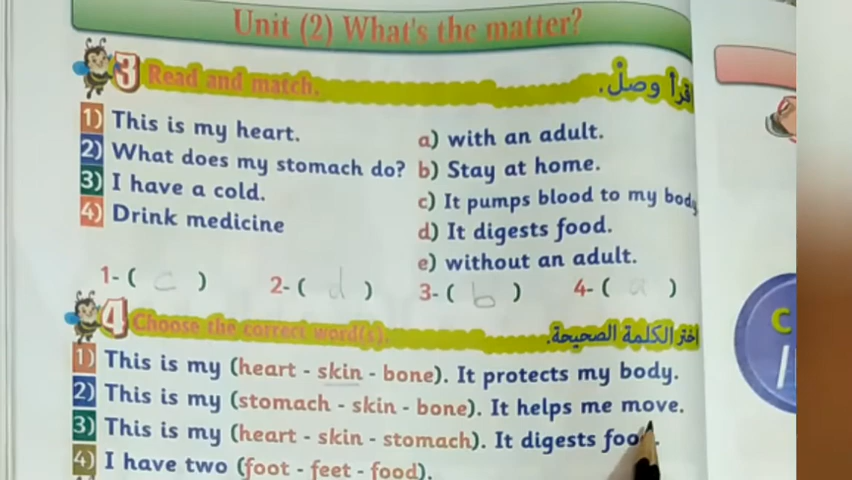 Unit (2) What's the matter?
3 Read and match. اقرأ وصلْ.
1) This is my heart.
2) What does my stomach do?
3) I have a cold.
4) Drink medicine
a) with an adult.
b) Stay at home.
c) It pumps blood to my body
d) It digests food.
e) without an adult.
1- ( c ) 2- ( d ) 3- ( b ) 4- ( a )
4 Choose the correct word(s). اختر الكلمة الصحيحة.
1) This is my (heart - skin - bone). It protects my body.
2) This is my (stomach - skin - bone). It helps me move.
3) This is my (heart - skin - stomach). It digests foo .
4) I have two (foot - feet - food).
C